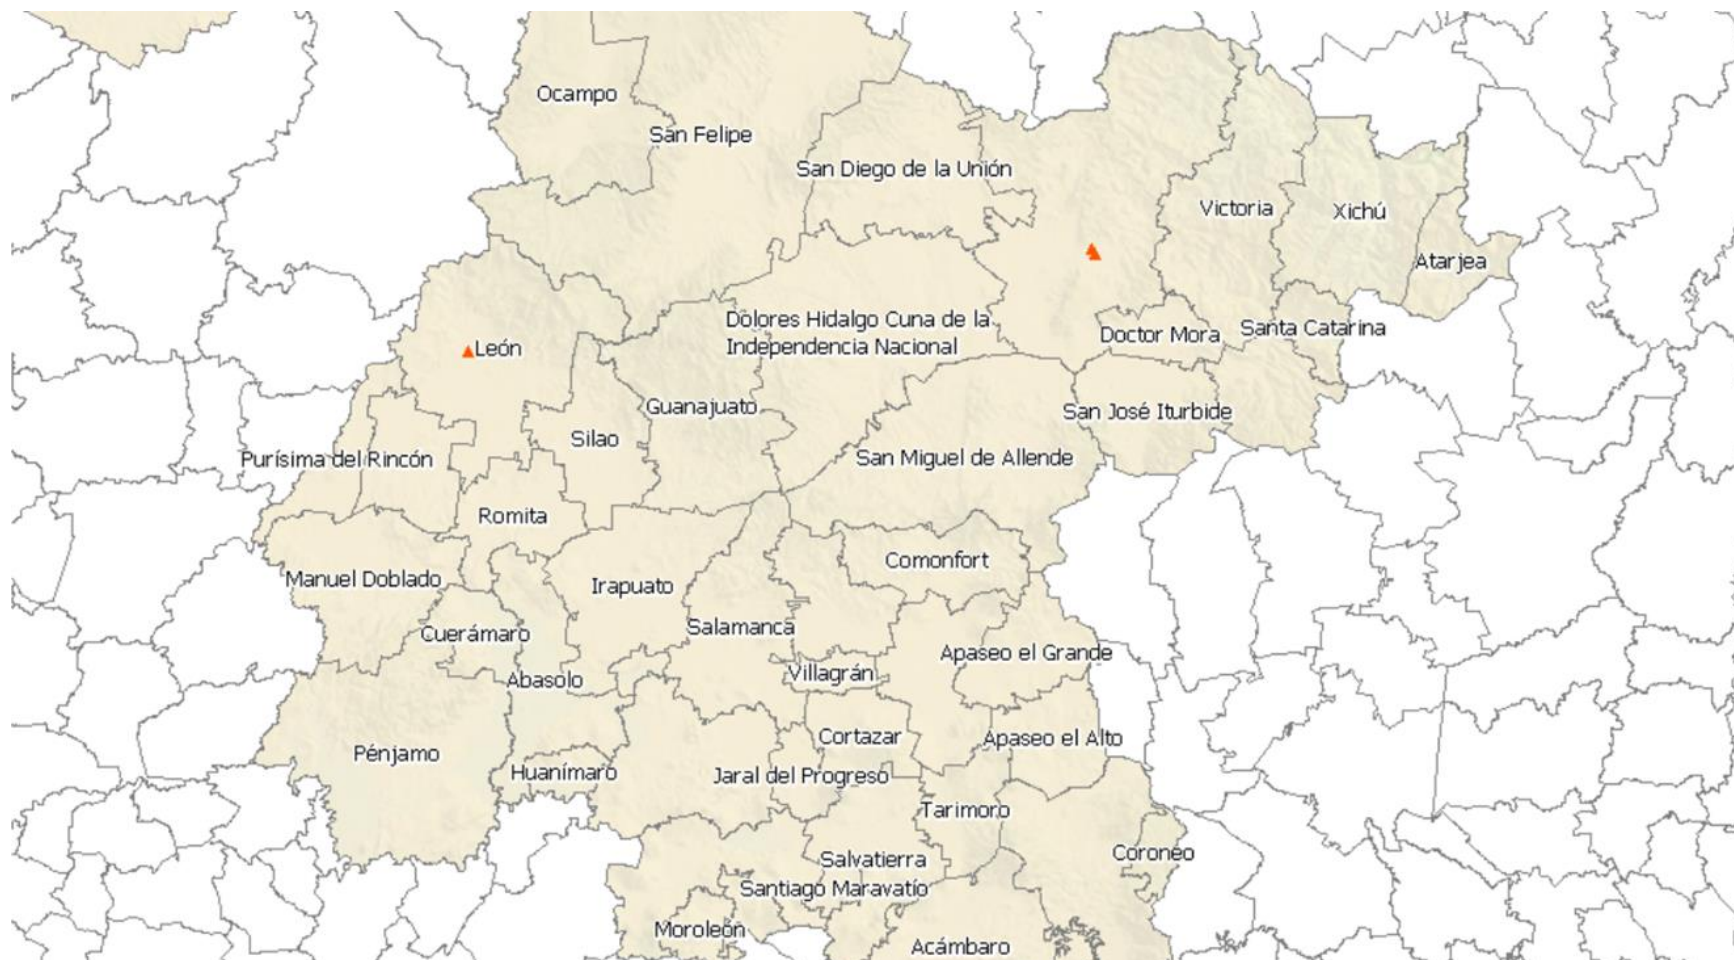 Ocampo
San Felipe
San Diego de la Unión
Victoria
Xichú
Atarjea
Dolores Hidalgo Cuna de la
Independencia Nacional
Doctor Mora
Santa Catarina
León
Guanajuato
San José Iturbide
Silao
Purísima del Rincón
San Miguel de Allende
Romita
Comonfort
Manuel Doblado
Irapuato
Cuerámaro
Salamanca
Apaseo el Grande
Abasolo
Villagrán
Cortazar
Apaseo el Alto
Pénjamo
Huanímaro
Jaral del Progreso
Tarimoro
Coroneo
Salvatierra
Santiago Maravatío
Moroleón
Acámbaro